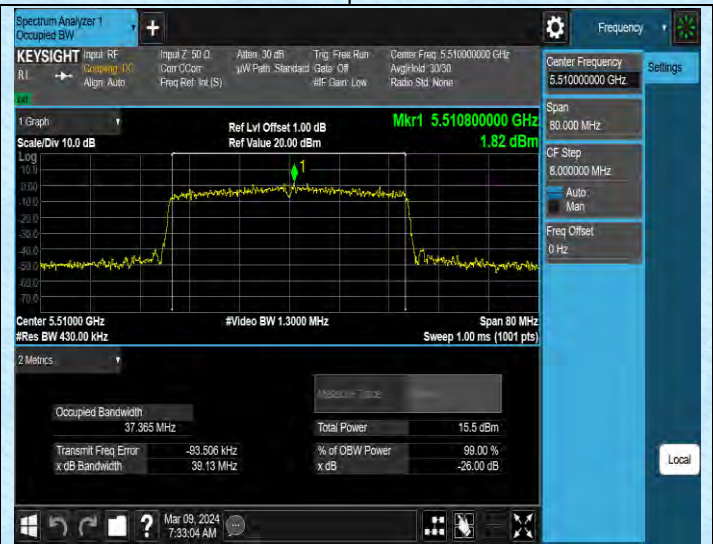 Spectrum Analyzer 1
Occupied BW
+
Frequency
KEYSIGHT
Input: RF
Coupling: DC
Align: Auto
Input Z: 50 Ω
Corr CCorr
Freq Ref: Int (S)
Atten: 30 dB
µW Path: Standard
Trig: Free Run
Gate: Off
#IF Gain: Low
Center Freq: 5.510000000 GHz
Avg|Hold: 30/30
Radio Std: None
Center Frequency
5.510000000 GHz
Settings
Span
80.000 MHz
CF Step
8.000000 MHz
Auto
Man
Freq Offset
0 Hz
1 Graph
Scale/Div 10.0 dB
Ref Lvl Offset 1.00 dB
Ref Value 20.00 dBm
Mkr1 5.510800000 GHz
1.82 dBm
Log
10.0
0.00
-10.0
-20.0
-30.0
-40.0
-50.0
-60.0
-70.0
1
Center 5.51000 GHz
#Res BW 430.00 kHz
#Video BW 1.3000 MHz
Span 80 MHz
Sweep 1.00 ms (1001 pts)
2 Metrics
Measure Trace
Occupied Bandwidth
37.365 MHz
Total Power
15.5 dBm
Transmit Freq Error
-93.506 kHz
% of OBW Power
99.00 %
x dB Bandwidth
39.13 MHz
x dB
-26.00 dB
Local
?
Mar 09, 2024
7:33:04 AM